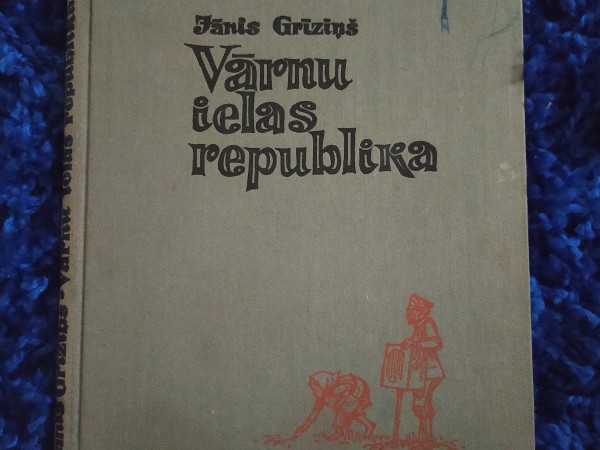 Jānis Grīziņš
Vārnu
ielas
republika
Jānis Grīziņš · Vārnu ielas republika